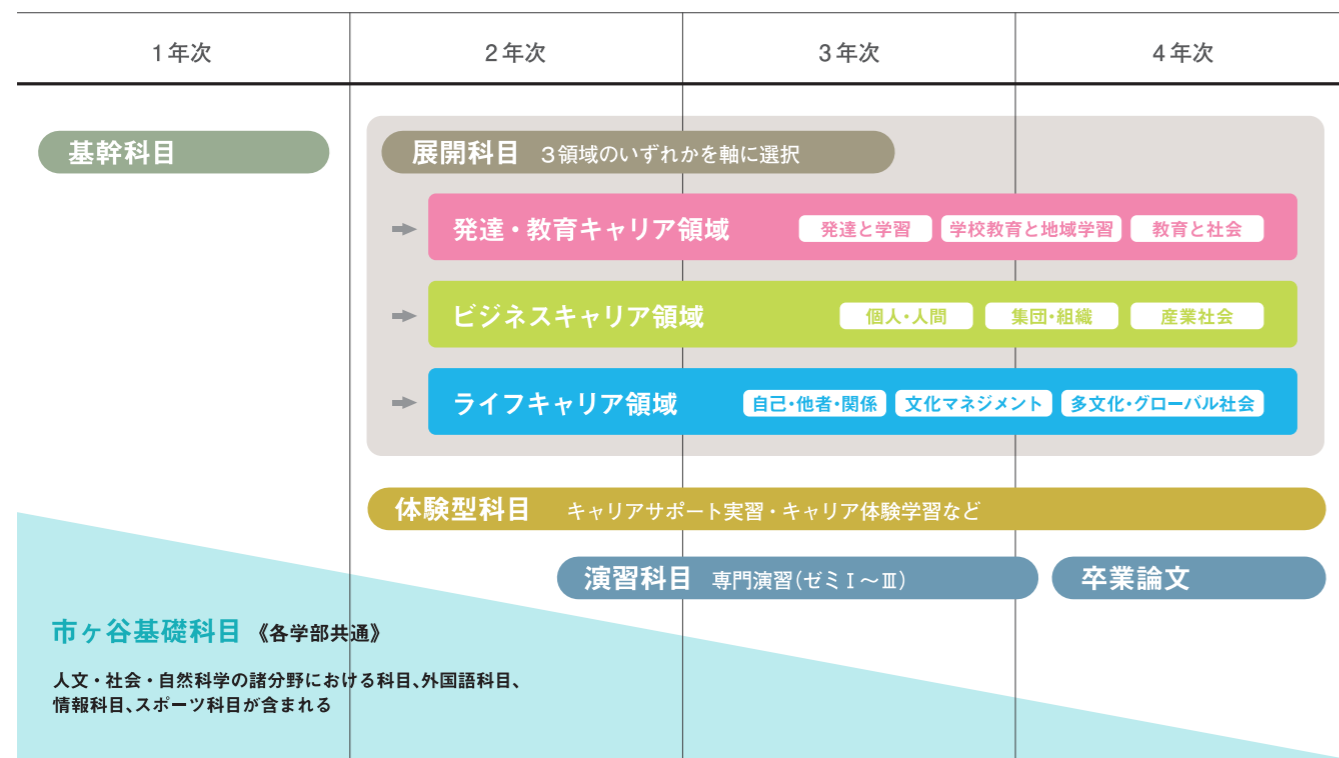 1年次
2年次
3年次
4年次
基幹科目
展開科目 3領域のいずれかを軸に選択
発達・教育キャリア領域 発達と学習 学校教育と地域学習 教育と社会
ビジネスキャリア領域 個人・人間 集団・組織 産業社会
ライフキャリア領域 自己・他者・関係 文化マネジメント 多文化・グローバル社会
体験型科目 キャリアサポート実習・キャリア体験学習など
演習科目 専門演習(ゼミⅠ～Ⅲ)
卒業論文
市ヶ谷基礎科目 《各学部共通》
人文・社会・自然科学の諸分野における科目、外国語科目、
情報科目、スポーツ科目が含まれる